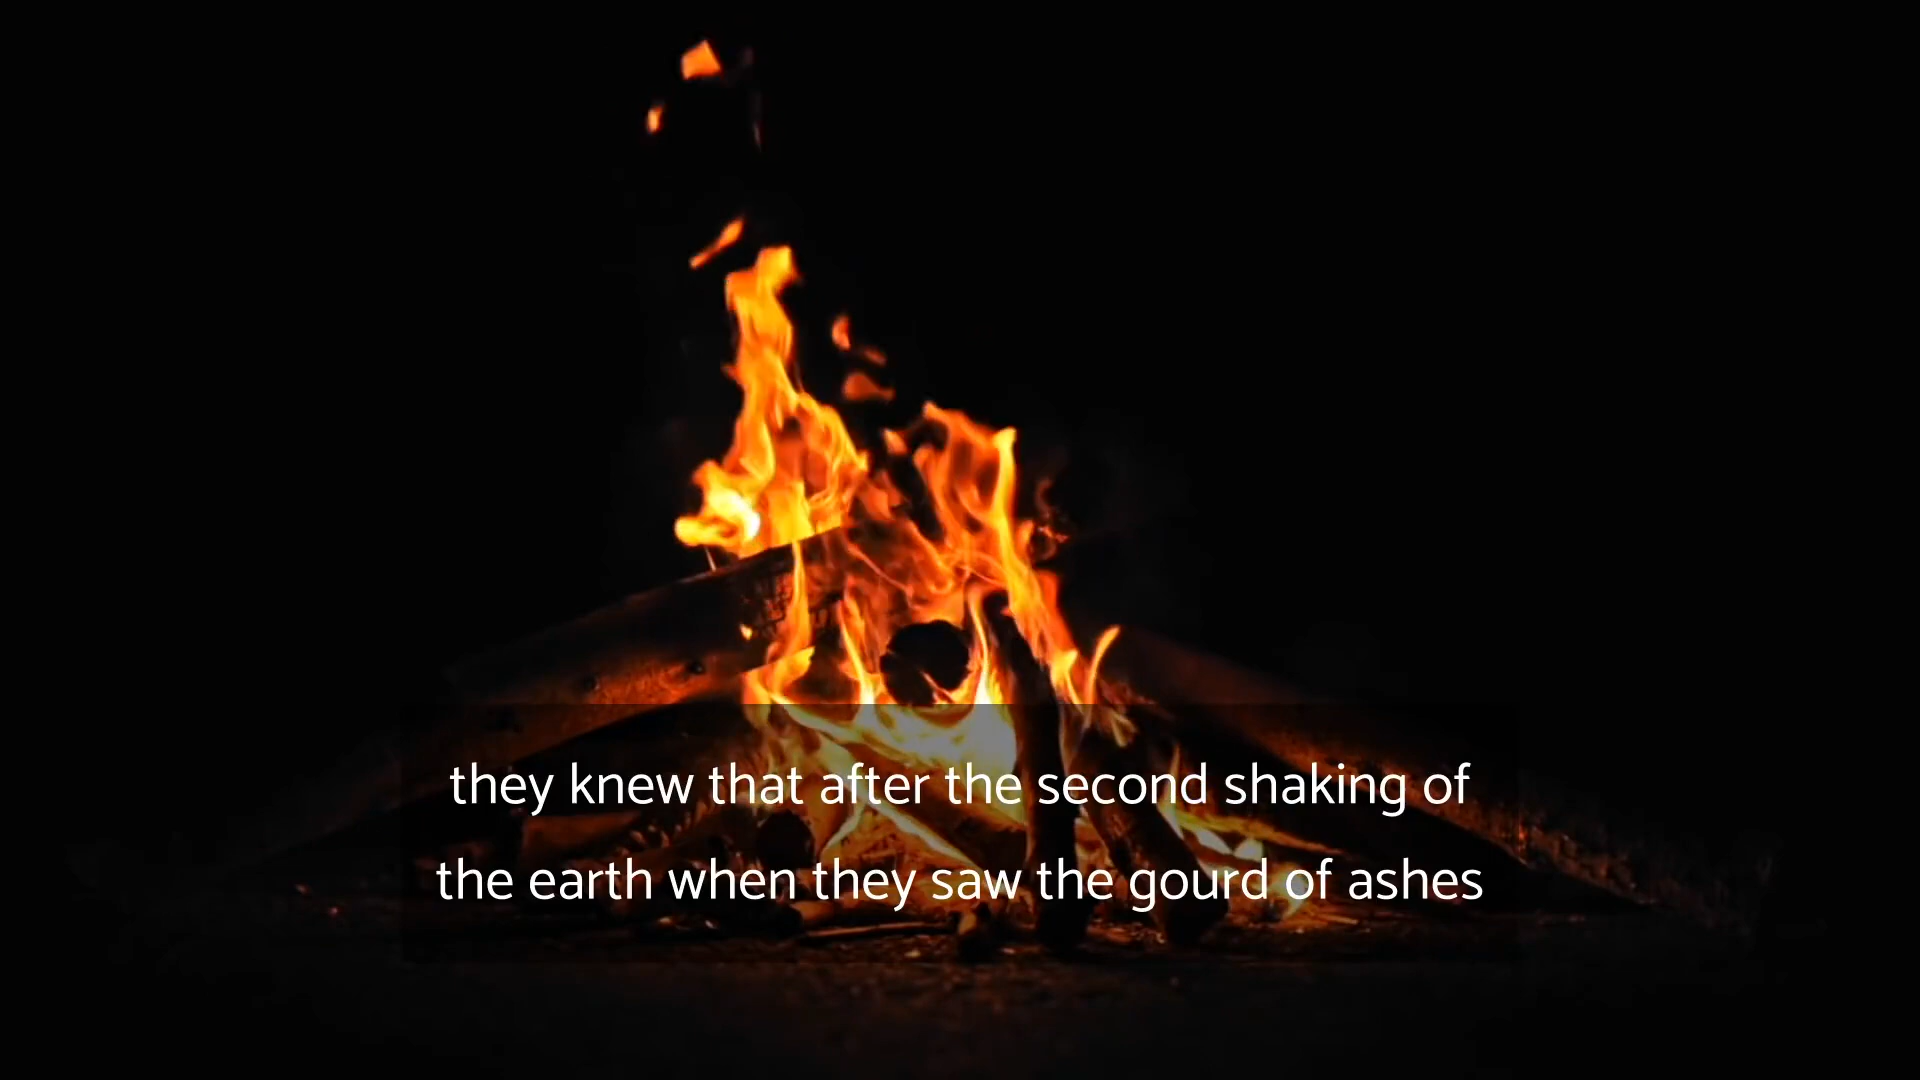 they knew that after the second shaking of
the earth when they saw the gourd of ashes